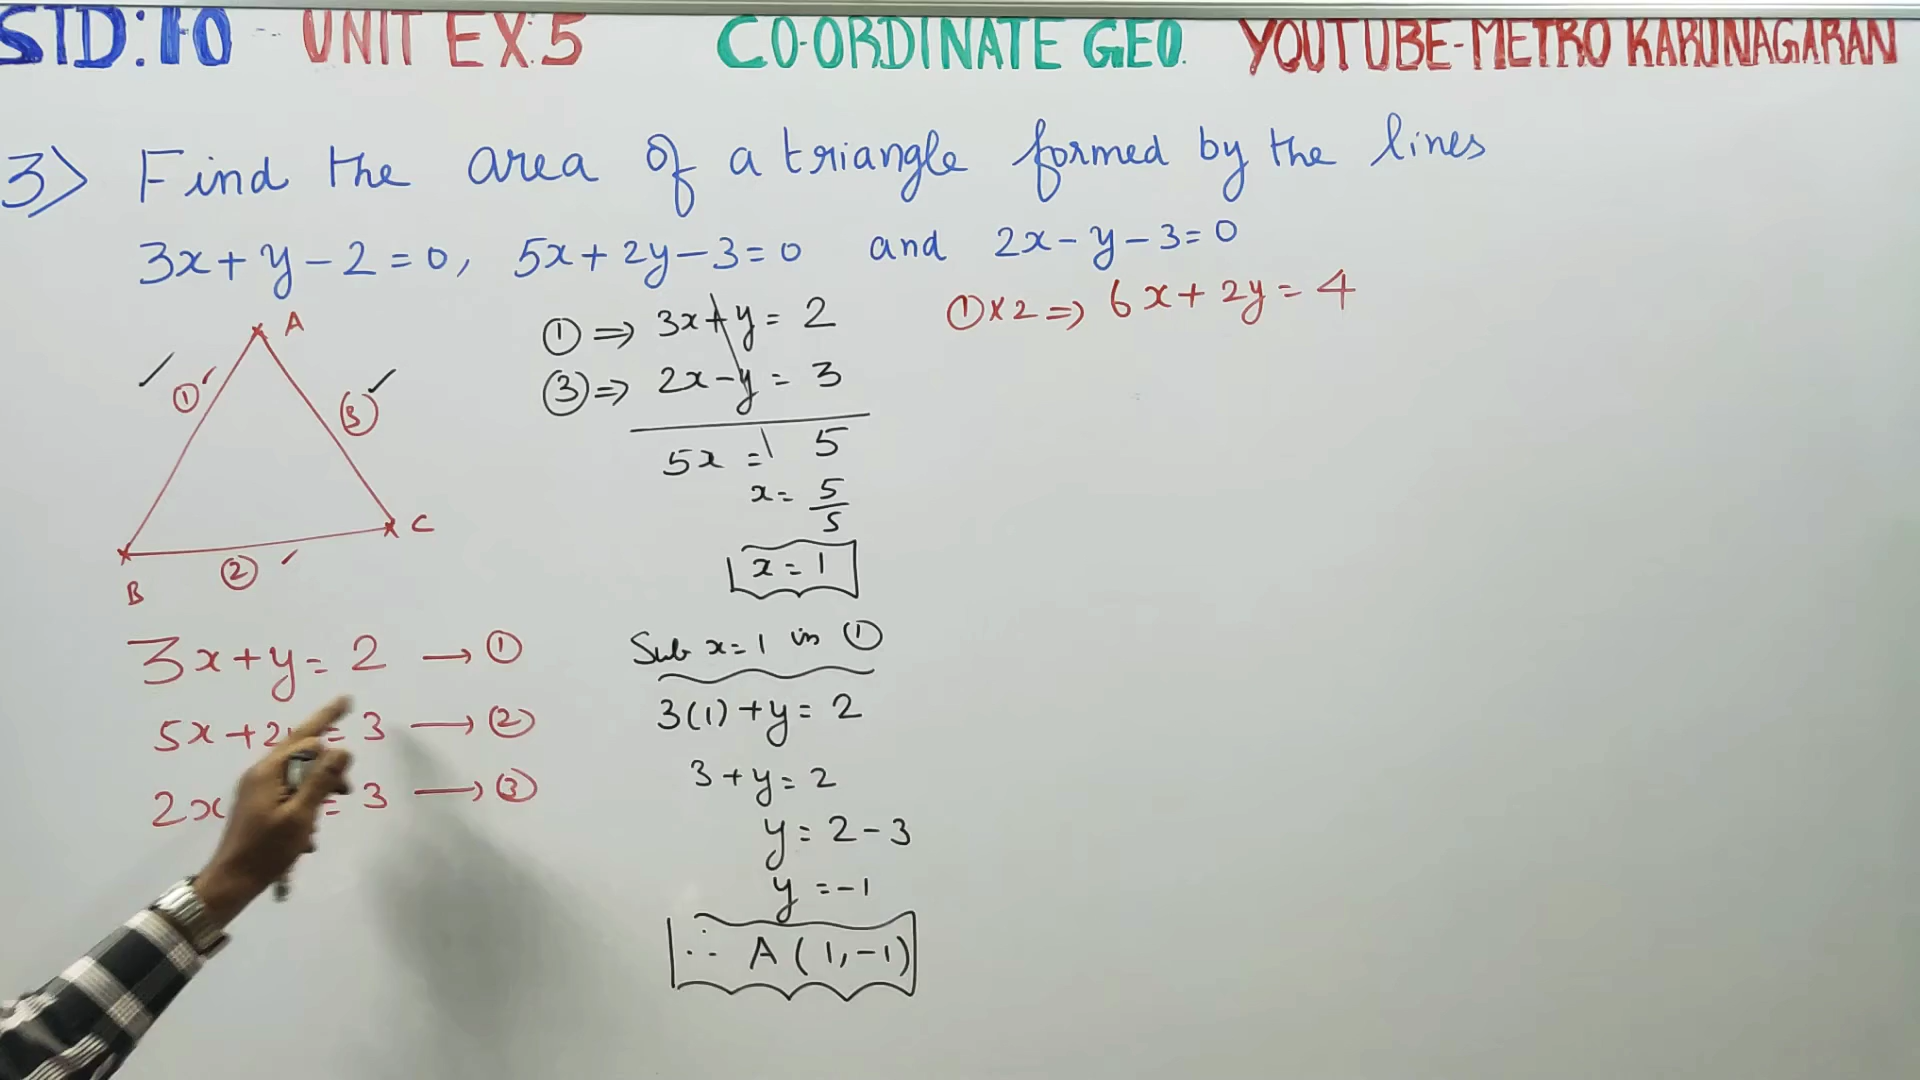 STD:10 -- UNIT EX:5 CO-ORDINATE GEO. YOUTUBE-METRO KARUNAGARAN
3> Find the area of a triangle formed by the lines
3x+y-2=0, 5x+2y-3=0 and 2x-y-3=0
A
①
③
C
②
B
3x+y=2 → ①
5x+2y=3 → ②
2x = 3 → ③
① ⇒ 3x+y=2
③ ⇒ 2x-y=3
5x = 5
x= 5/5
x=1
Sub x=1 in ①
3(1)+y=2
3+y=2
y=2-3
y=-1
∴ A(1,-1)
①×2 ⇒ 6x+2y=4